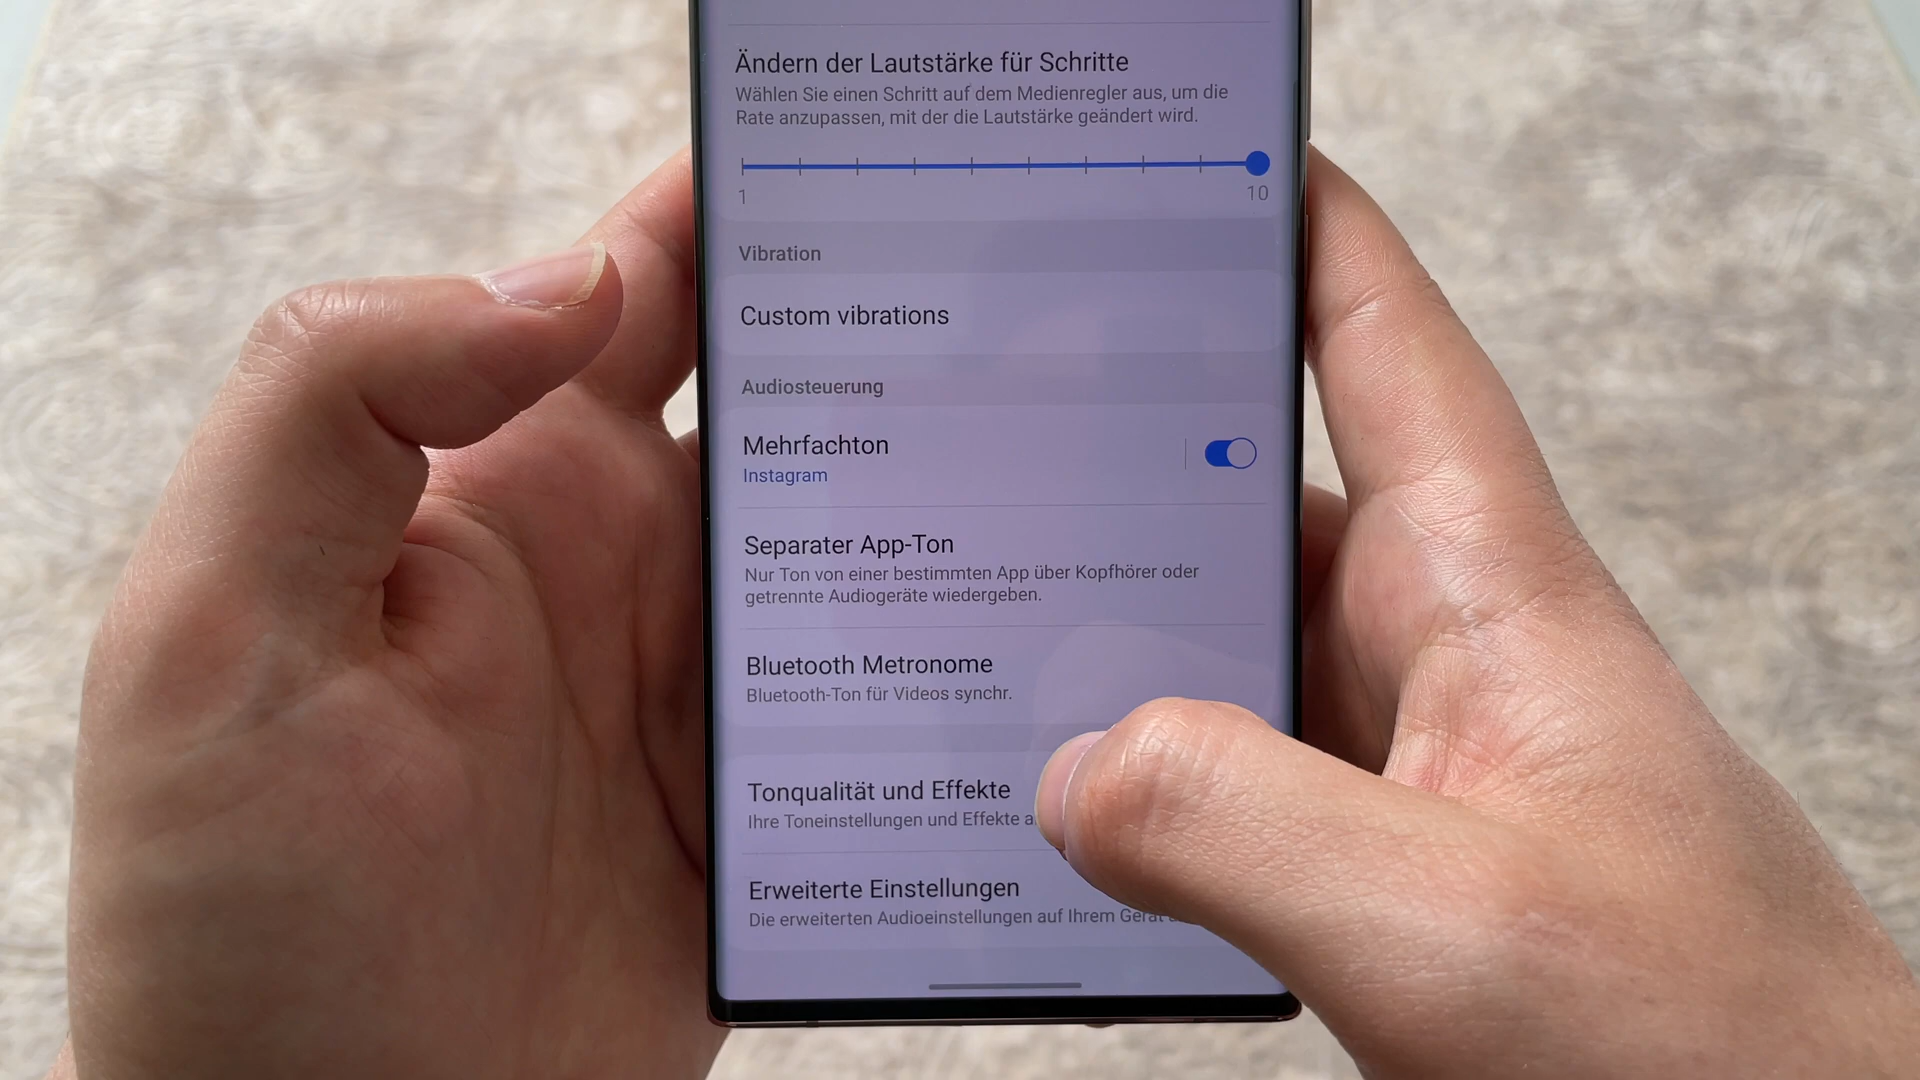 Ändern der Lautstärke für Schritte
Wählen Sie einen Schritt auf dem Medienregler aus, um die
Rate anzupassen, mit der die Lautstärke geändert wird.
1
10
Vibration
Custom vibrations
Audiosteuerung
Mehrfachton
Instagram
Separater App-Ton
Nur Ton von einer bestimmten App über Kopfhörer oder
getrennte Audiogeräte wiedergeben.
Bluetooth Metronome
Bluetooth-Ton für Videos synchr.
Tonqualität und Effekte
Ihre Toneinstellungen und Effekte
Erweiterte Einstellungen
Die erweiterten Audioeinstellungen auf Ihrem Gerät